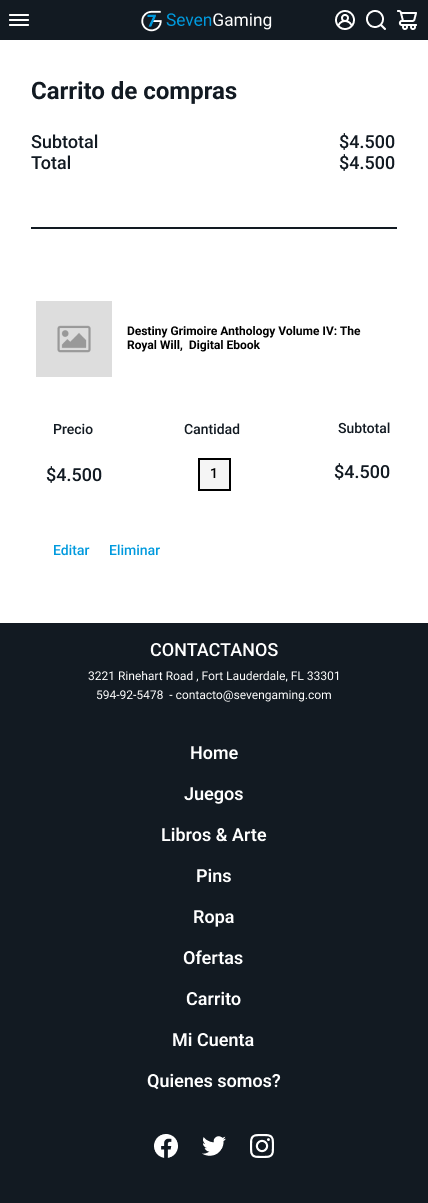 SevenGaming
Carrito de compras
Subtotal $4.500
Total $4.500
Destiny Grimoire Anthology Volume IV: The
Royal Will, Digital Ebook
Precio Cantidad Subtotal
$4.500 1 $4.500
Editar Eliminar
CONTACTANOS
3221 Rinehart Road , Fort Lauderdale, FL 33301
594-92-5478 - contacto@sevengaming.com
Home
Juegos
Libros & Arte
Pins
Ropa
Ofertas
Carrito
Mi Cuenta
Quienes somos?